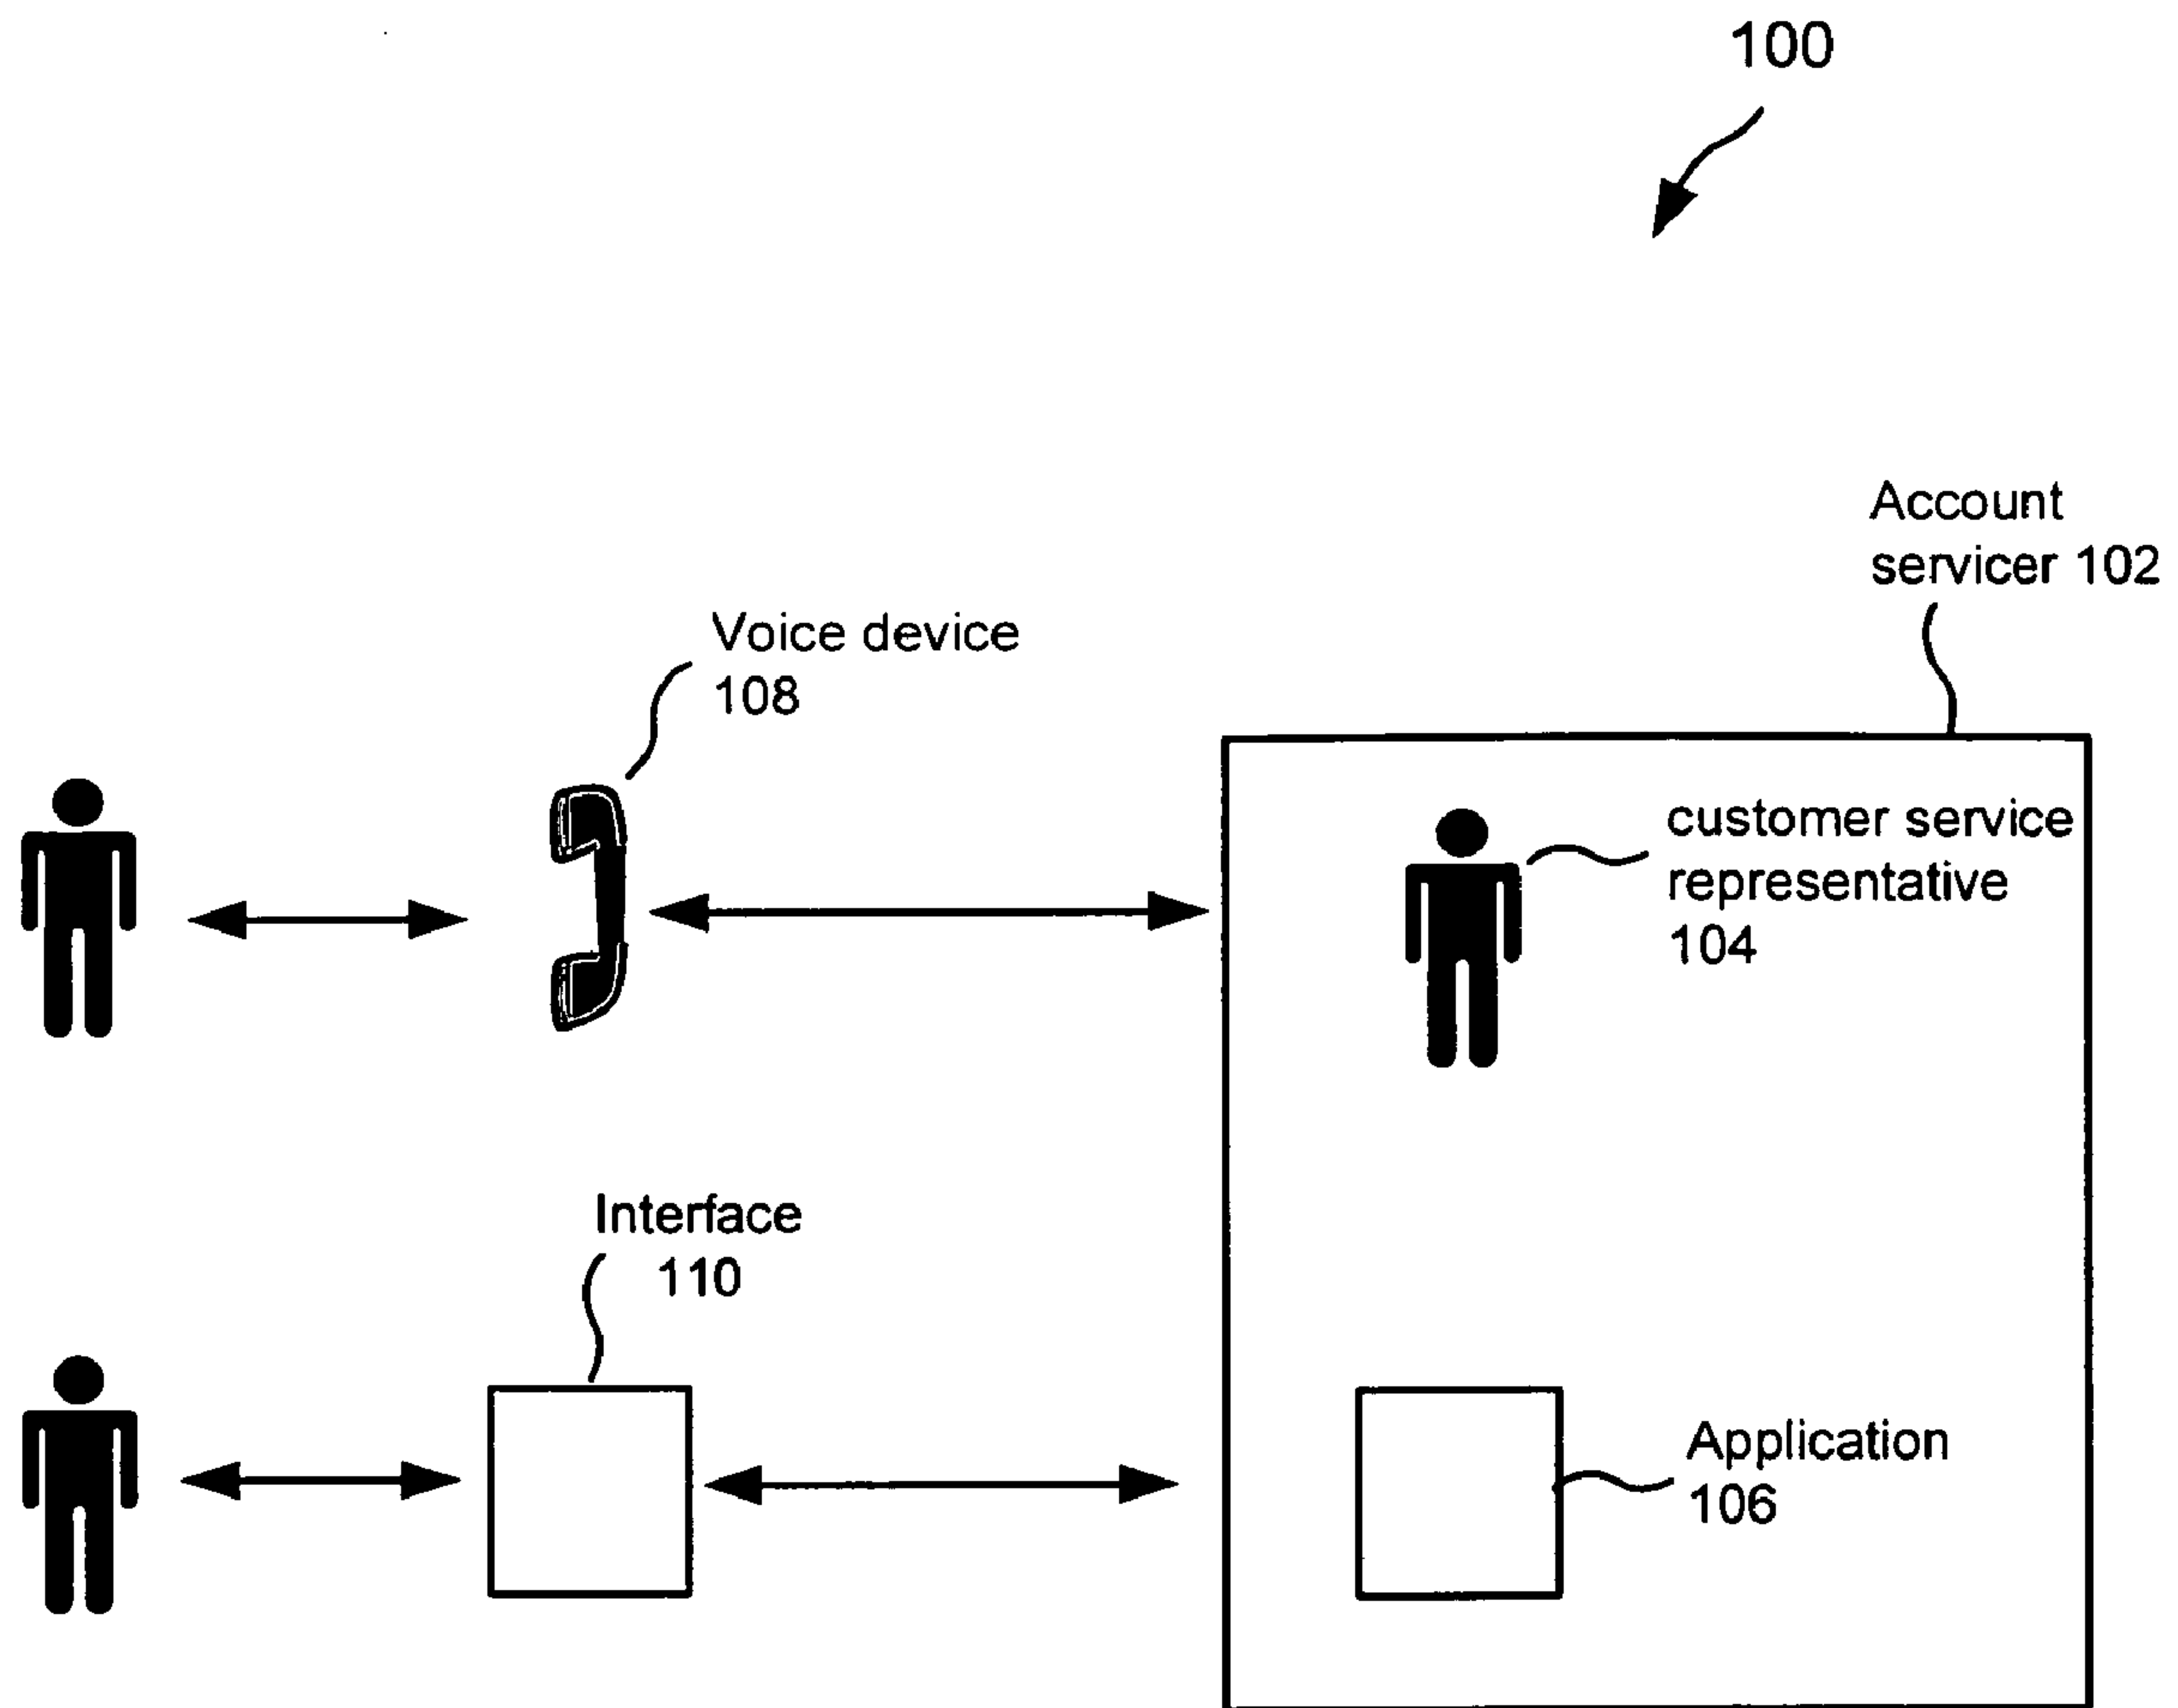 100
Account
servicer 102
Voice device
108
customer service
representative
104
Interface
110
Application
106